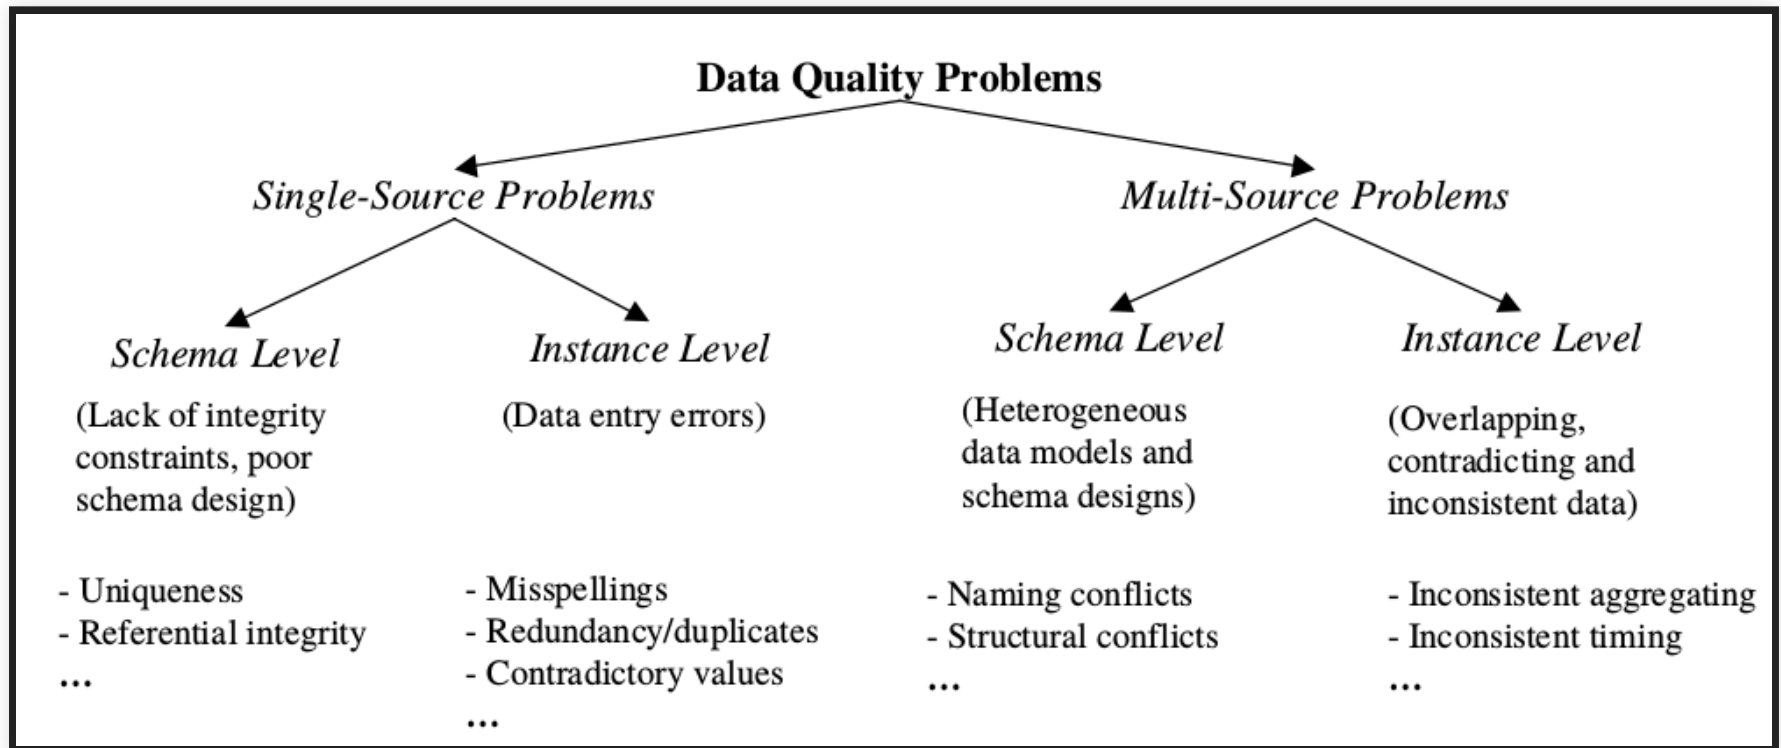 Data Quality Problems
Single-Source Problems
Multi-Source Problems
Schema Level
(Lack of integrity
constraints, poor
schema design)
- Uniqueness
- Referential integrity
...
Instance Level
(Data entry errors)
- Misspellings
- Redundancy/duplicates
- Contradictory values
...
Schema Level
(Heterogeneous
data models and
schema designs)
- Naming conflicts
- Structural conflicts
...
Instance Level
(Overlapping,
contradicting and
inconsistent data)
- Inconsistent aggregating
- Inconsistent timing
...